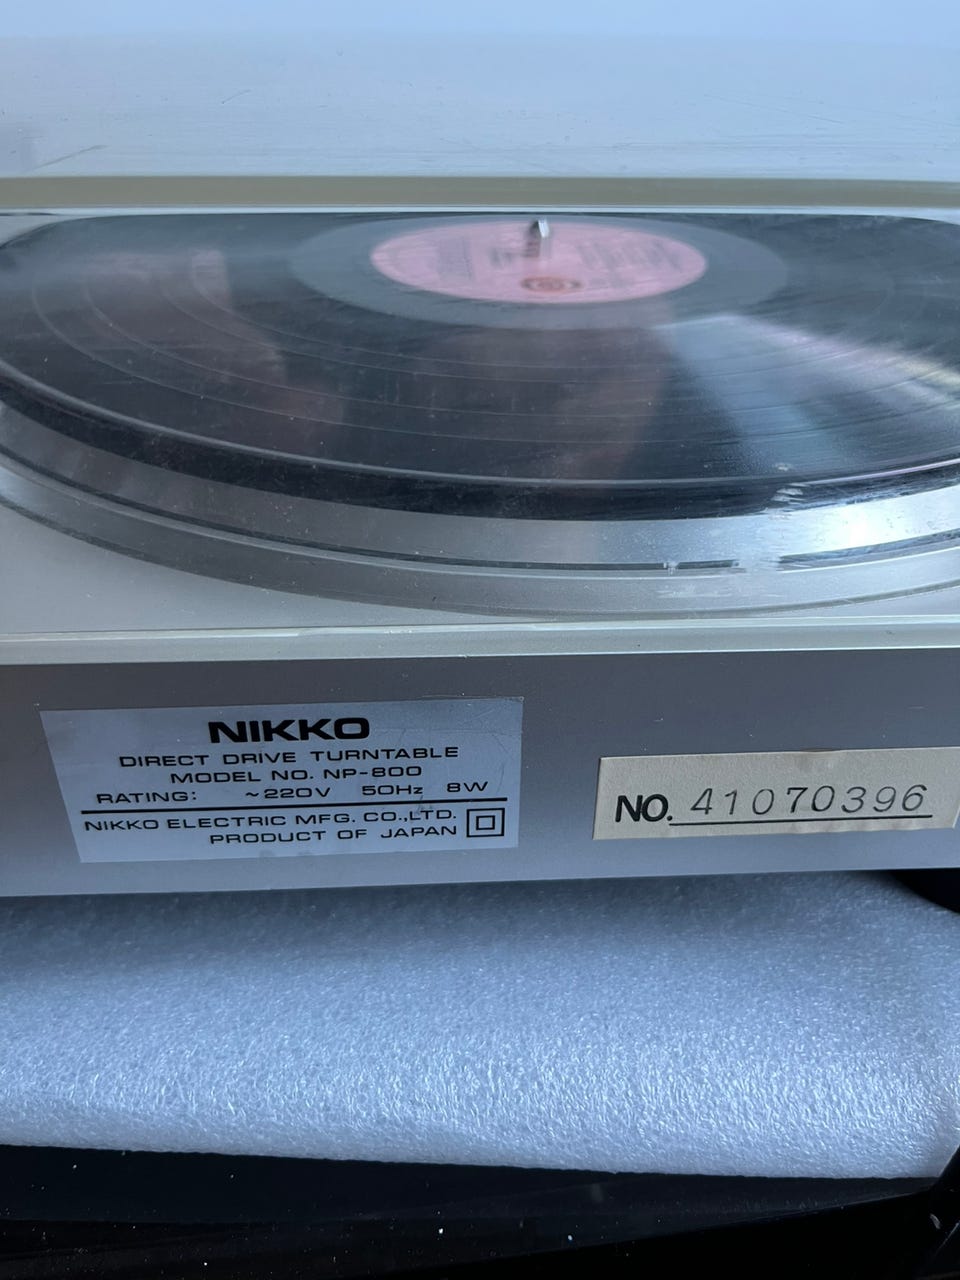 NIKKO
DIRECT DRIVE TURNTABLE
MODEL NO. NP-800
RATING: ~220V 50Hz 8W
NIKKO ELECTRIC MFG. CO.,LTD.
PRODUCT OF JAPAN
NO. 41070396